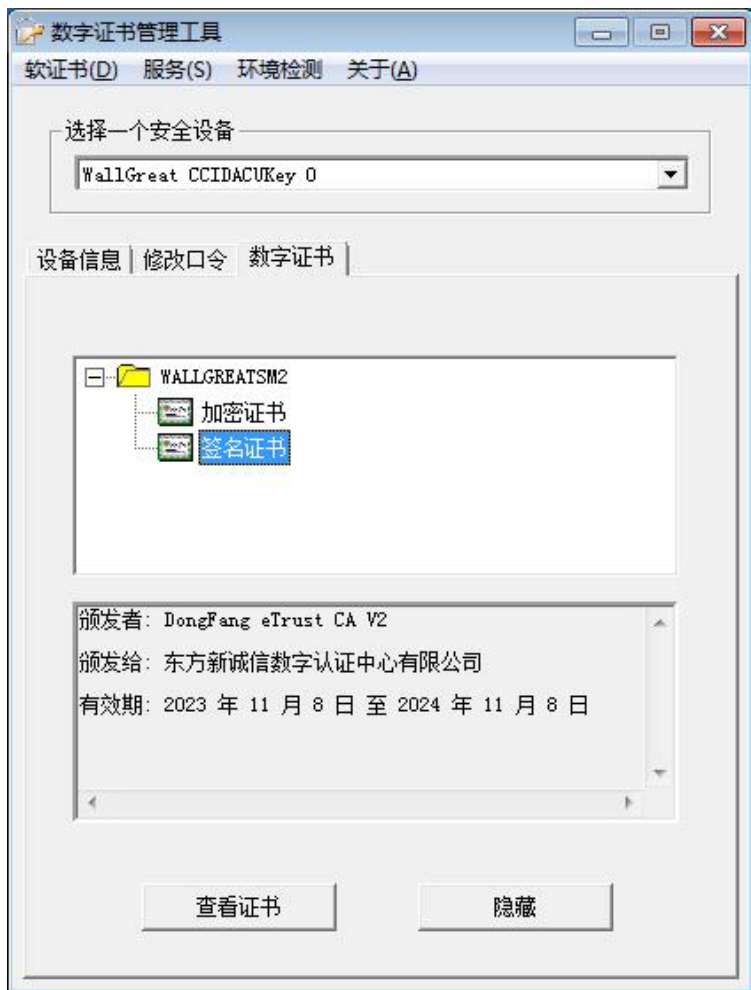 数字证书管理工具
软证书(D) 服务(S) 环境检测 关于(A)
选择一个安全设备
WallGreat CCIDACUKey 0
设备信息 修改口令 数字证书
WALLGREATSM2
加密证书
签名证书
颁发者: DongFang eTrust CA V2
颁发给: 东方新诚信数字认证中心有限公司
有效期: 2023 年 11 月 8 日 至 2024 年 11 月 8 日
查看证书 隐藏